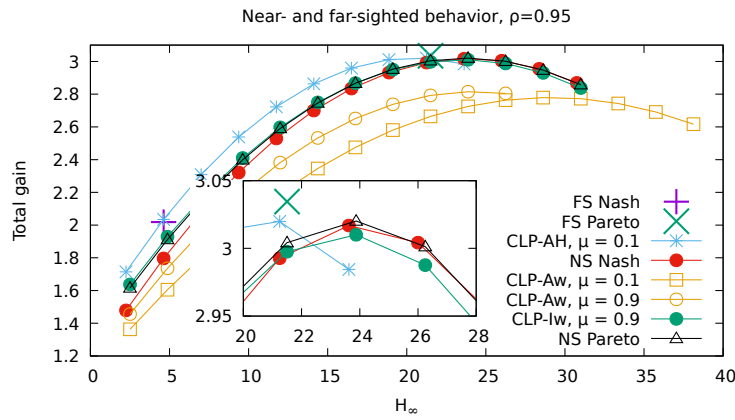 Near- and far-sighted behavior, ρ=0.95
Total gain
3
2.8
2.6
2.4
2.2
2
1.8
1.6
1.4
1.2
0
5
10
15
20
25
30
35
40
H∞
3.05
3
2.95
20
22
24
26
28
FS Nash
FS Pareto
CLP-AH, μ = 0.1
NS Nash
CLP-Aw, μ = 0.1
CLP-Aw, μ = 0.9
CLP-Iw, μ = 0.9
NS Pareto